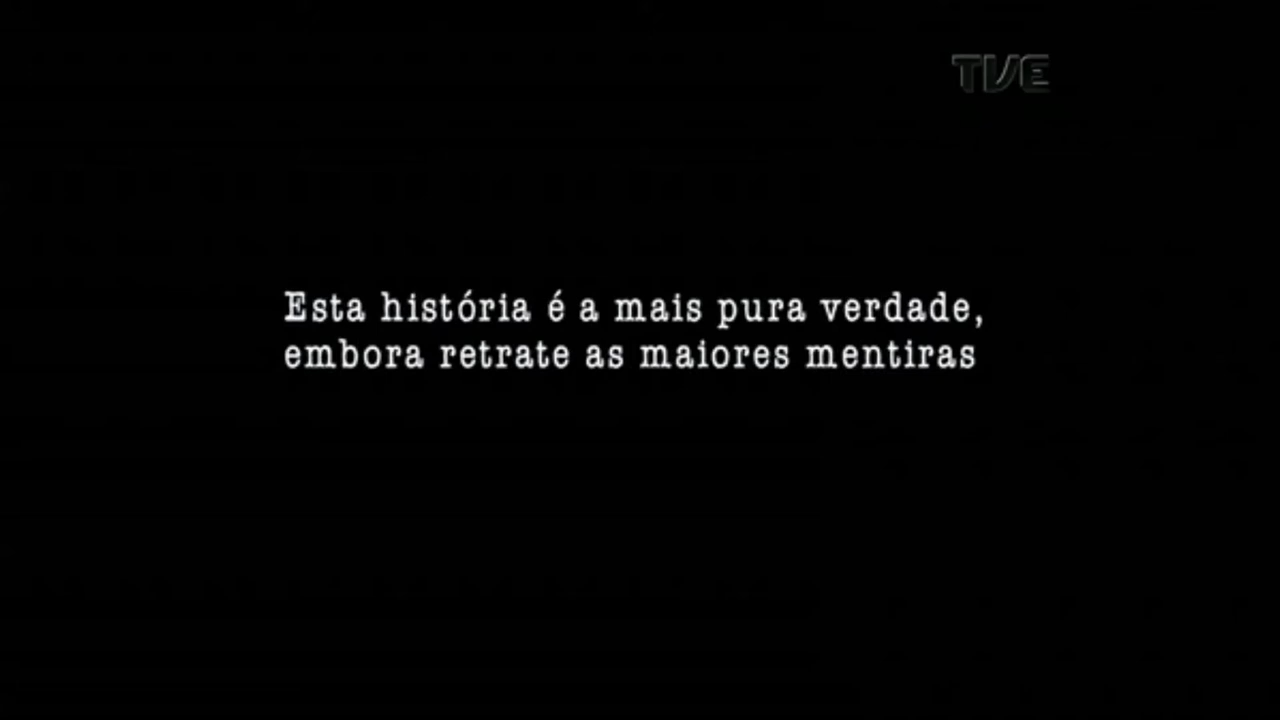 TVE
Esta história é a mais pura verdade,
embora retrate as maiores mentiras